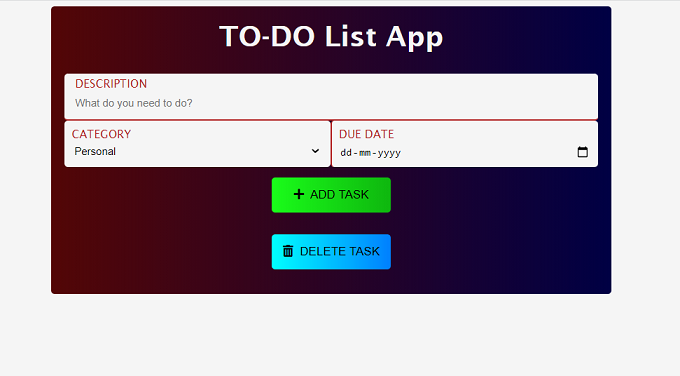 TO-DO List App
DESCRIPTION
What do you need to do?
CATEGORY
Personal
DUE DATE
dd-mm-yyyy
ADD TASK
DELETE TASK